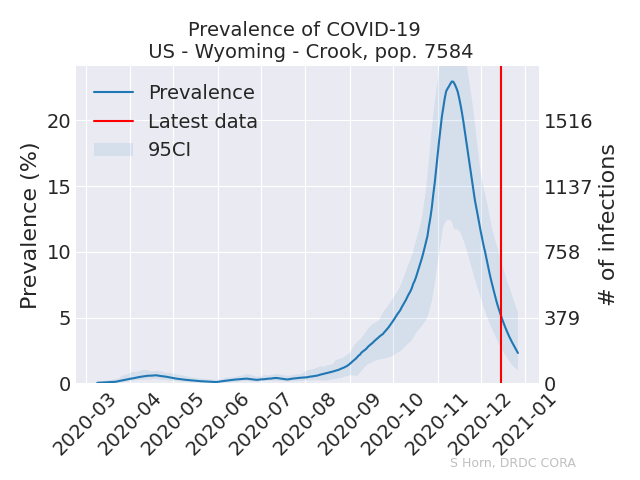 Prevalence of COVID-19
US - Wyoming - Crook, pop. 7584
Prevalence
Latest data
95CI
Prevalence (%)
20
15
10
5
0
1516
1137
758
379
0
# of infections
2020-03
2020-04
2020-05
2020-06
2020-07
2020-08
2020-09
2020-10
2020-11
2020-12
2021-01
S Horn, DRDC CORA